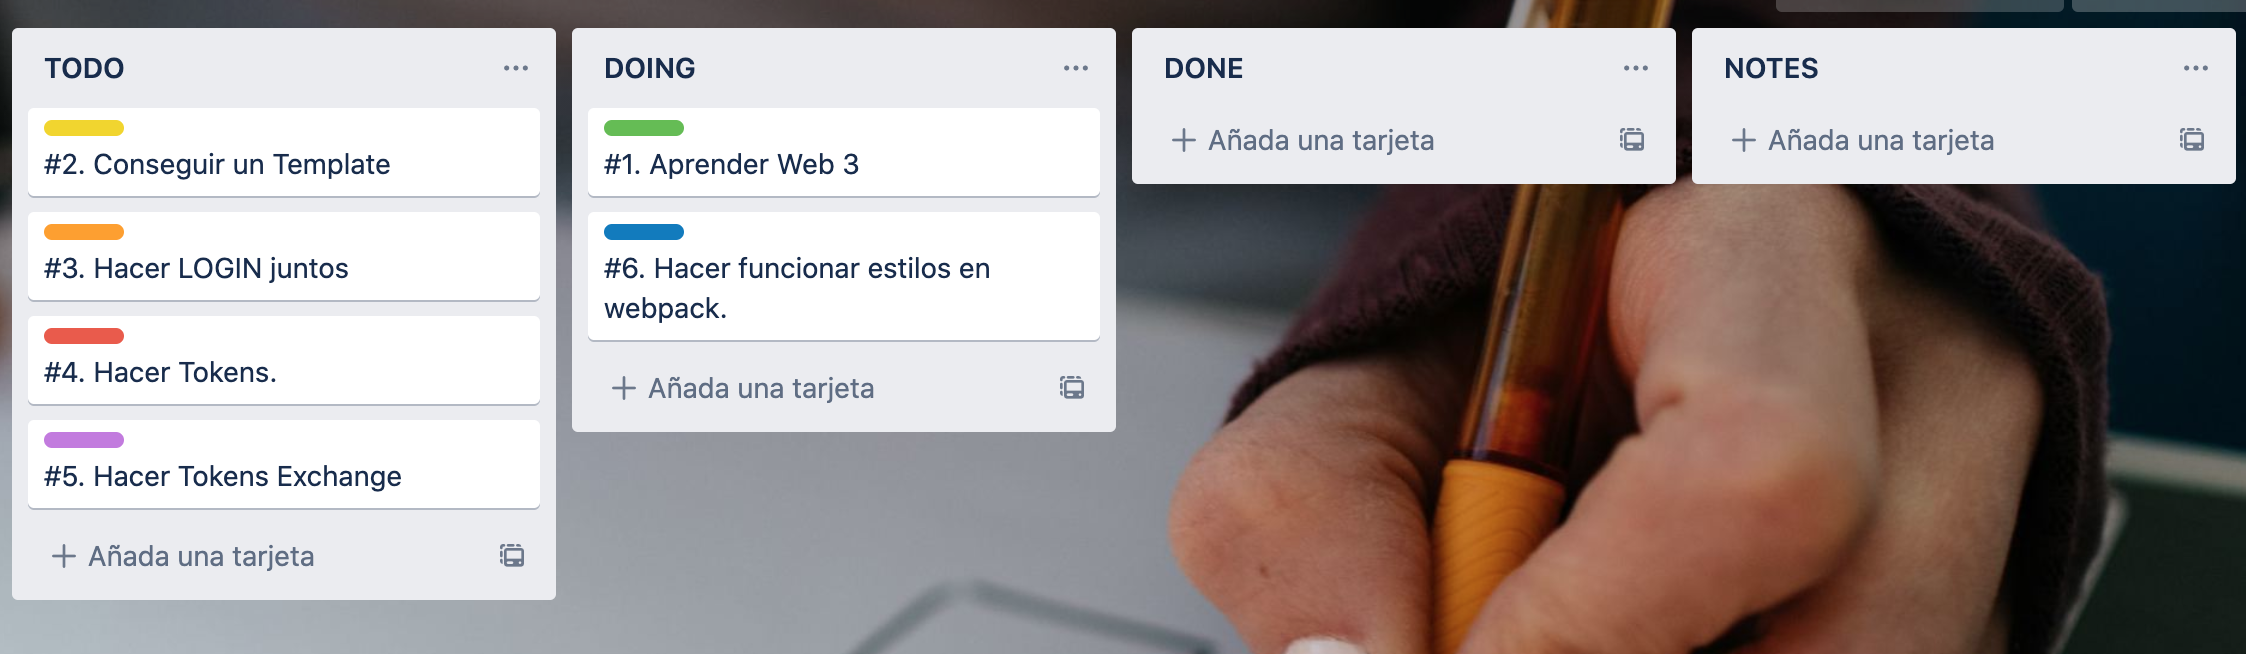 TODO
#2. Conseguir un Template
#3. Hacer LOGIN juntos
#4. Hacer Tokens.
#5. Hacer Tokens Exchange
Añada una tarjeta
DOING
#1. Aprender Web 3
#6. Hacer funcionar estilos en
webpack.
Añada una tarjeta
DONE
Añada una tarjeta
NOTES
Añada una tarjeta